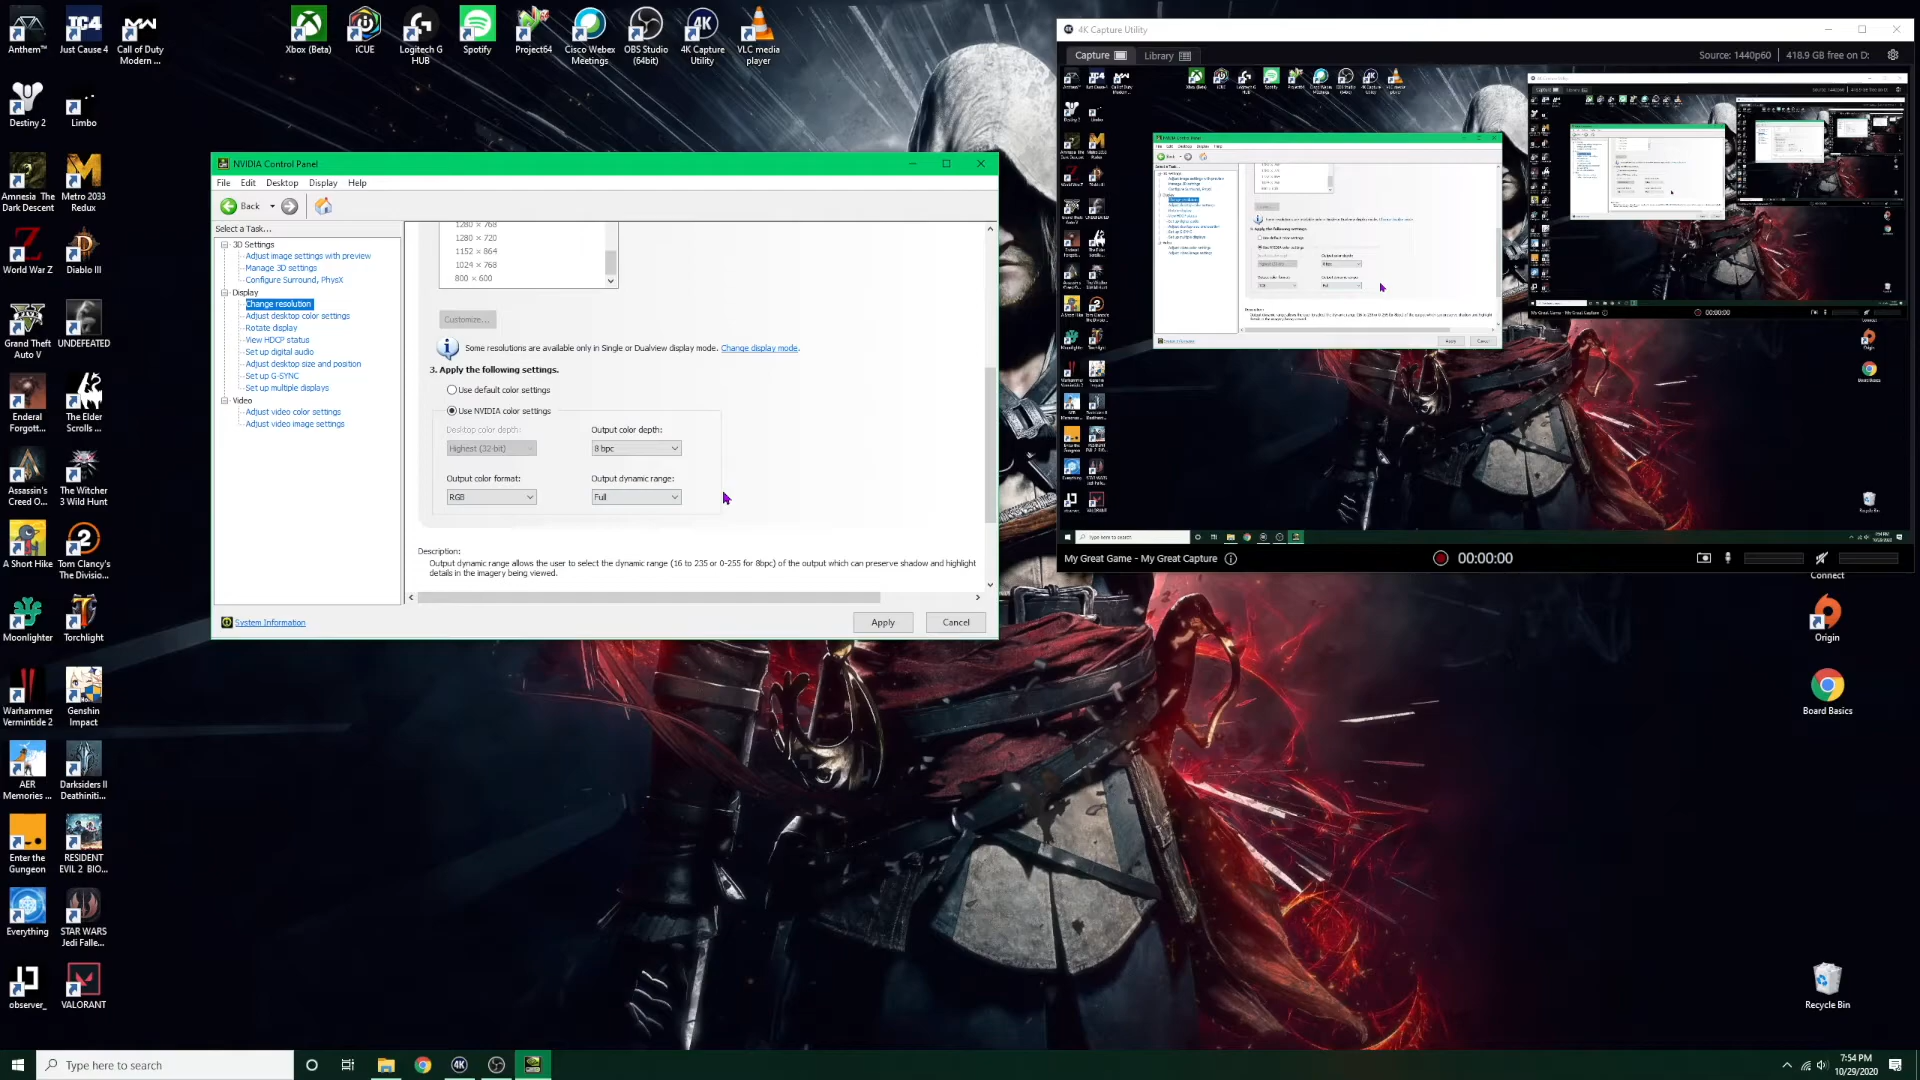 Anthem™
Just Cause 4
Call of Duty
Modern ...
Xbox (Beta)
iCUE
Logitech G
HUB
Spotify
Project64
Cisco Webex
Meetings
OBS Studio
(64bit)
4K Capture
Utility
VLC media
player
Destiny 2
Limbo
Amnesia The
Dark Descent
Metro 2033
Redux
World War Z
Diablo III
Grand Theft
Auto V
UNDEFEATED
Enderal
Forgott...
The Elder
Scrolls ...
Assassin's
Creed O...
The Witcher
3 Wild Hunt
A Short Hike
Tom Clancy's
The Divisio...
Moonlighter
Torchlight
Warhammer
Vermintide 2
Genshin
Impact
AER
Memories ...
Darksiders II
Deathiniti...
Enter the
Gungeon
RESIDENT
EVIL 2 BIO...
Everything
STAR WARS
Jedi Falle...
observer_
VALORANT
NVIDIA Control Panel
File Edit Desktop Display Help
Back
Select a Task...
3D Settings
Adjust image settings with preview
Manage 3D settings
Configure Surround, PhysX
Display
Change resolution
Adjust desktop color settings
Rotate display
View HDCP status
Set up digital audio
Adjust desktop size and position
Set up G-SYNC
Set up multiple displays
Video
Adjust video color settings
Adjust video image settings
1280 × 768
1280 × 720
1152 × 864
1024 × 768
800 × 600
Customize...
Some resolutions are available only in Single or Dualview display mode. Change display mode.
3. Apply the following settings.
Use default color settings
Use NVIDIA color settings
Desktop color depth:
Output color depth:
Highest (32-bit)
8 bpc
Output color format:
Output dynamic range:
RGB
Full
Description:
Output dynamic range allows the user to select the dynamic range (16 to 235 or 0-255 for 8bpc) of the output which can preserve shadow and highlight
details in the imagery being viewed.
System Information
Apply
Cancel
4K Capture Utility
Capture
Library
Source: 1440p60
418.9 GB free on D:
My Great Game - My Great Capture
00:00:00
Connect
Origin
Board Basics
Recycle Bin
Type here to search
7:54 PM
10/29/2020